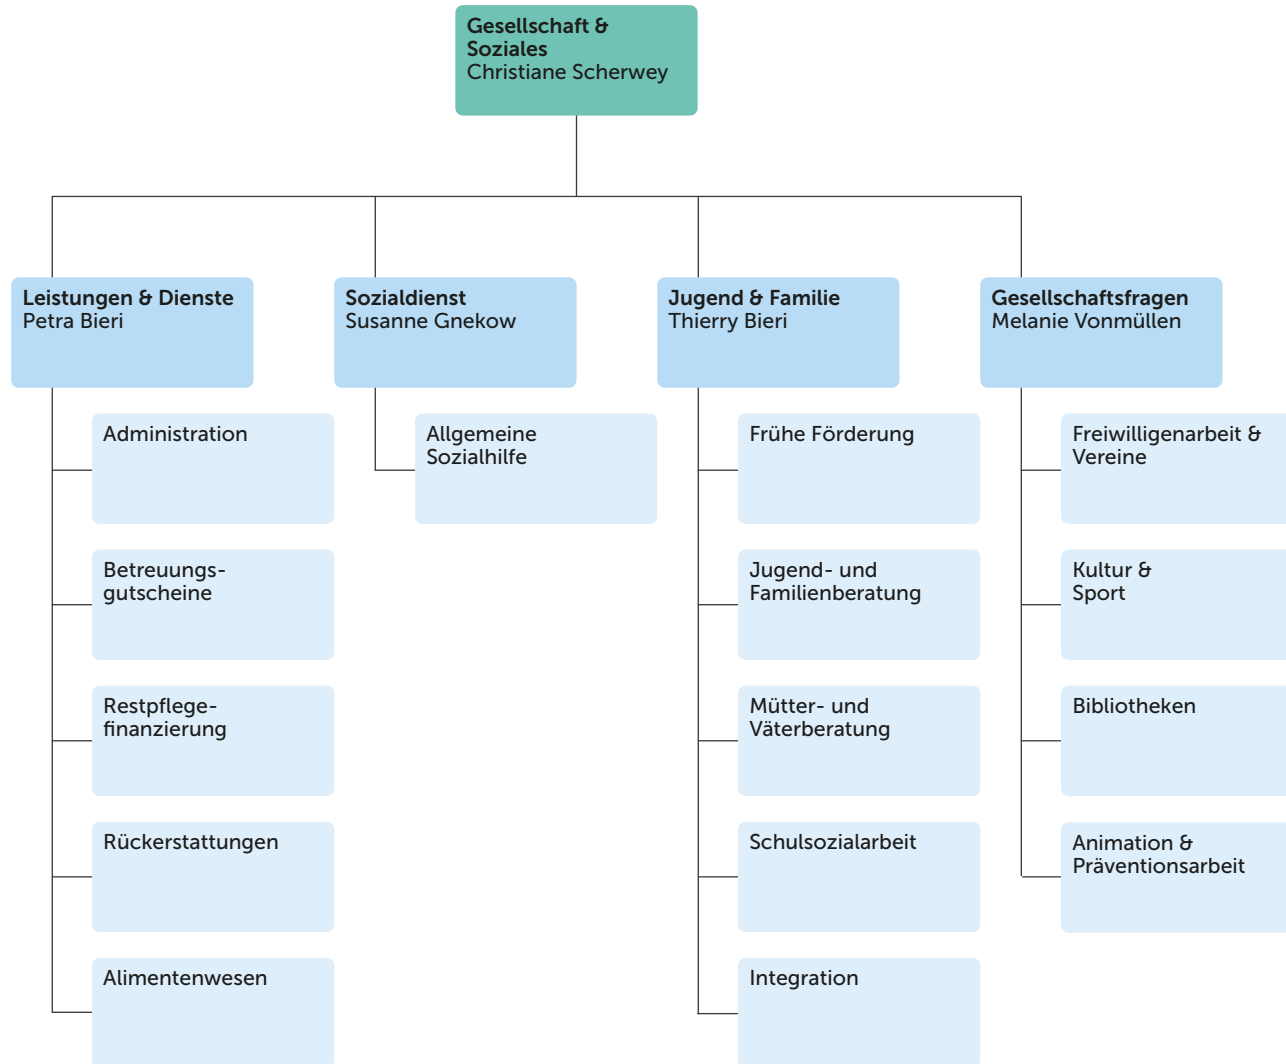 Gesellschaft &
Soziales
Christiane Scherwey
Leistungen & Dienste
Petra Bieri
Administration
Betreuungs-
gutscheine
Restpflege-
finanzierung
Rückerstattungen
Alimentenwesen
Sozialdienst
Susanne Gnekow
Allgemeine
Sozialhilfe
Jugend & Familie
Thierry Bieri
Frühe Förderung
Jugend- und
Familienberatung
Mütter- und
Väterberatung
Schulsozialarbeit
Integration
Gesellschaftsfragen
Melanie Vonmüllen
Freiwilligenarbeit &
Vereine
Kultur &
Sport
Bibliotheken
Animation &
Präventionsarbeit